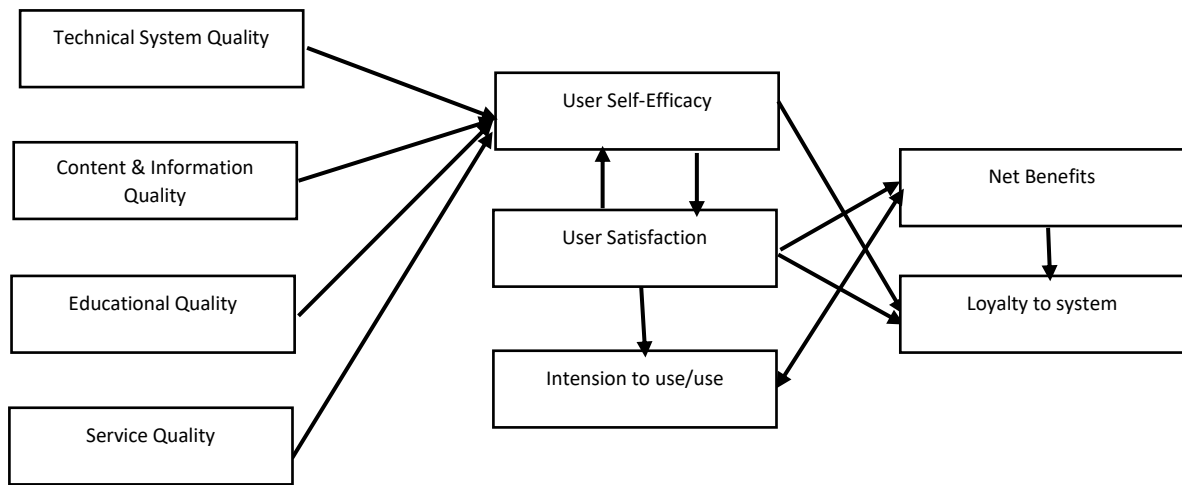 Technical System Quality
Content & Information
Quality
Educational Quality
Service Quality
User Self-Efficacy
User Satisfaction
Intension to use/use
Net Benefits
Loyalty to system